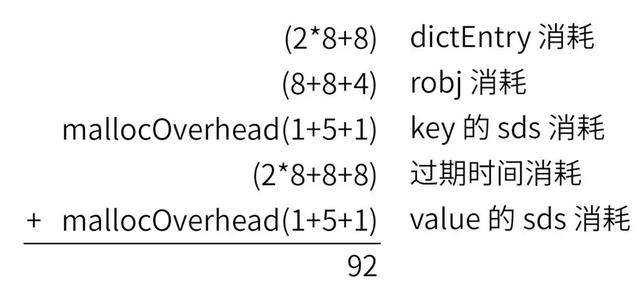 (2*8+8) dictEntry 消耗
(8+8+4) robj 消耗
mallocOverhead(1+5+1) key 的 sds 消耗
(2*8+8+8) 过期时间消耗
+ mallocOverhead(1+5+1) value 的 sds 消耗
92